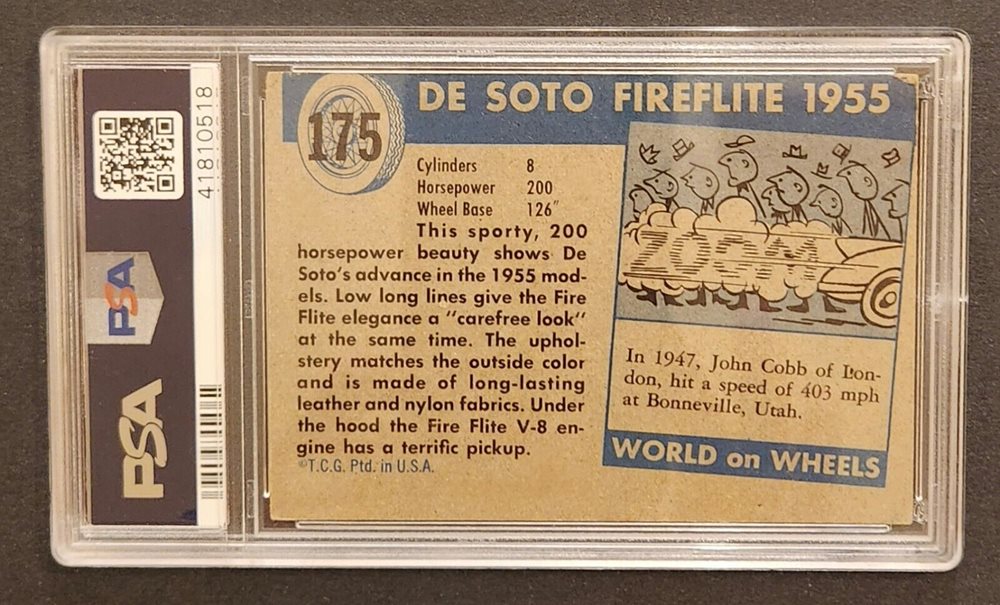 PSA
PSA
41810518
175
DE SOTO FIREFLITE 1955
Cylinders 8
Horsepower 200
Wheel Base 126"
This sporty, 200
horsepower beauty shows De
Soto's advance in the 1955 mod-
els. Low long lines give the Fire
Flite elegance a "carefree look"
at the same time. The uphol-
stery matches the outside color
and is made of long-lasting
leather and nylon fabrics. Under
the hood the Fire Flite V-8 en-
gine has a terrific pickup.
©T.C.G. Ptd. in U.S.A.
ZOOM
In 1947, John Cobb of Lon-
don, hit a speed of 403 mph
at Bonneville, Utah.
WORLD on WHEELS